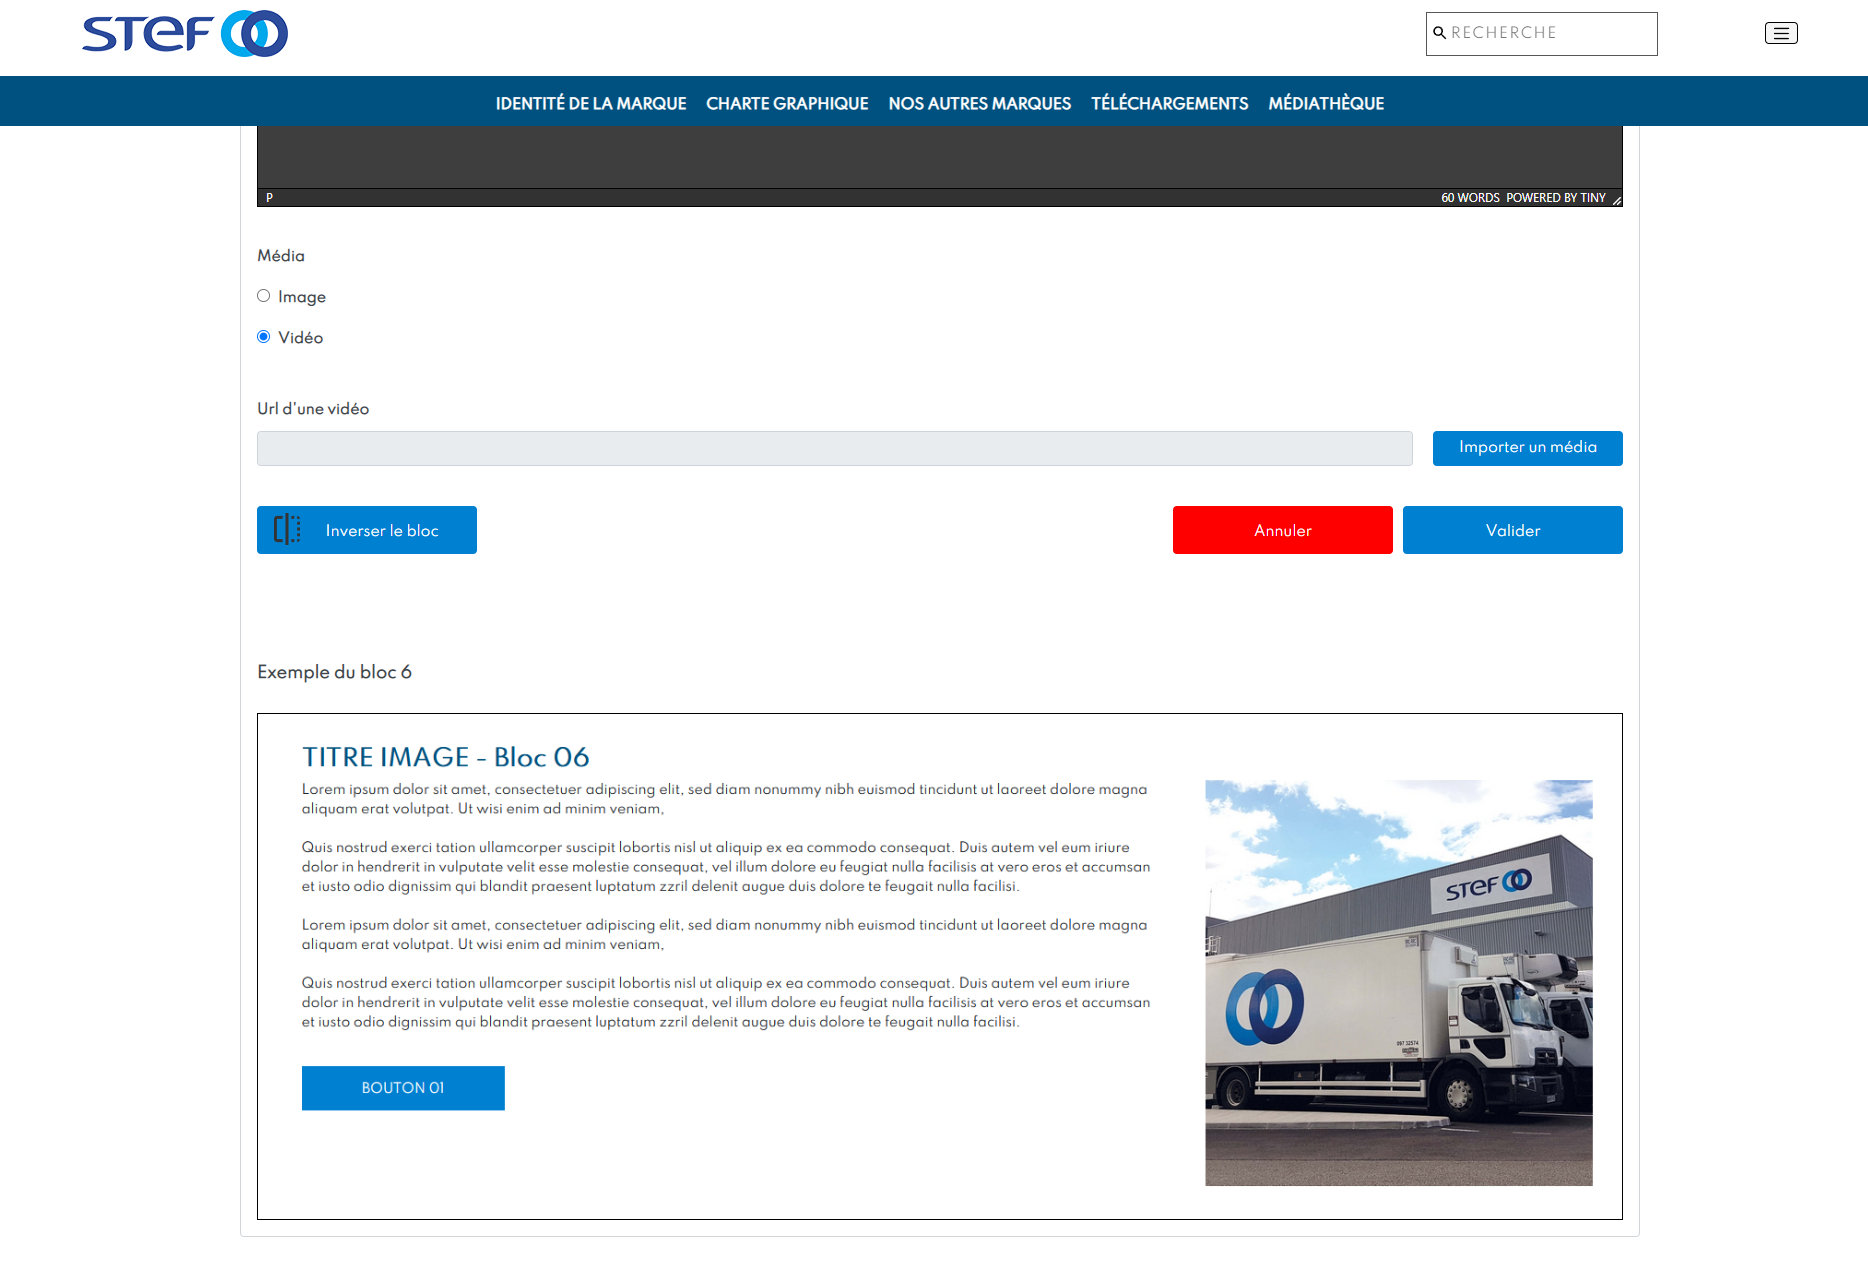 STEF
RECHERCHE
IDENTITÉ DE LA MARQUE CHARTE GRAPHIQUE NOS AUTRES MARQUES TÉLÉCHARGEMENTS MÉDIATHÈQUE
P 60 WORDS POWERED BY TINY
Média
Image
Vidéo
Url d'une vidéo
Importer un média
Inverser le bloc Annuler Valider
Exemple du bloc 6
TITRE IMAGE - Bloc 06
Lorem ipsum dolor sit amet, consectetuer adipiscing elit, sed diam nonummy nibh euismod tincidunt ut laoreet dolore magna
aliquam erat volutpat. Ut wisi enim ad minim veniam,
Quis nostrud exerci tation ullamcorper suscipit lobortis nisl ut aliquip ex ea commodo consequat. Duis autem vel eum iriure
dolor in hendrerit in vulputate velit esse molestie consequat, vel illum dolore eu feugiat nulla facilisis at vero eros et accumsan
et iusto odio dignissim qui blandit praesent luptatum zzril delenit augue duis dolore te feugait nulla facilisi.
Lorem ipsum dolor sit amet, consectetuer adipiscing elit, sed diam nonummy nibh euismod tincidunt ut laoreet dolore magna
aliquam erat volutpat. Ut wisi enim ad minim veniam,
Quis nostrud exerci tation ullamcorper suscipit lobortis nisl ut aliquip ex ea commodo consequat. Duis autem vel eum iriure
dolor in hendrerit in vulputate velit esse molestie consequat, vel illum dolore eu feugiat nulla facilisis at vero eros et accumsan
et iusto odio dignissim qui blandit praesent luptatum zzril delenit augue duis dolore te feugait nulla facilisi.
BOUTON 01
STEF
097 32574